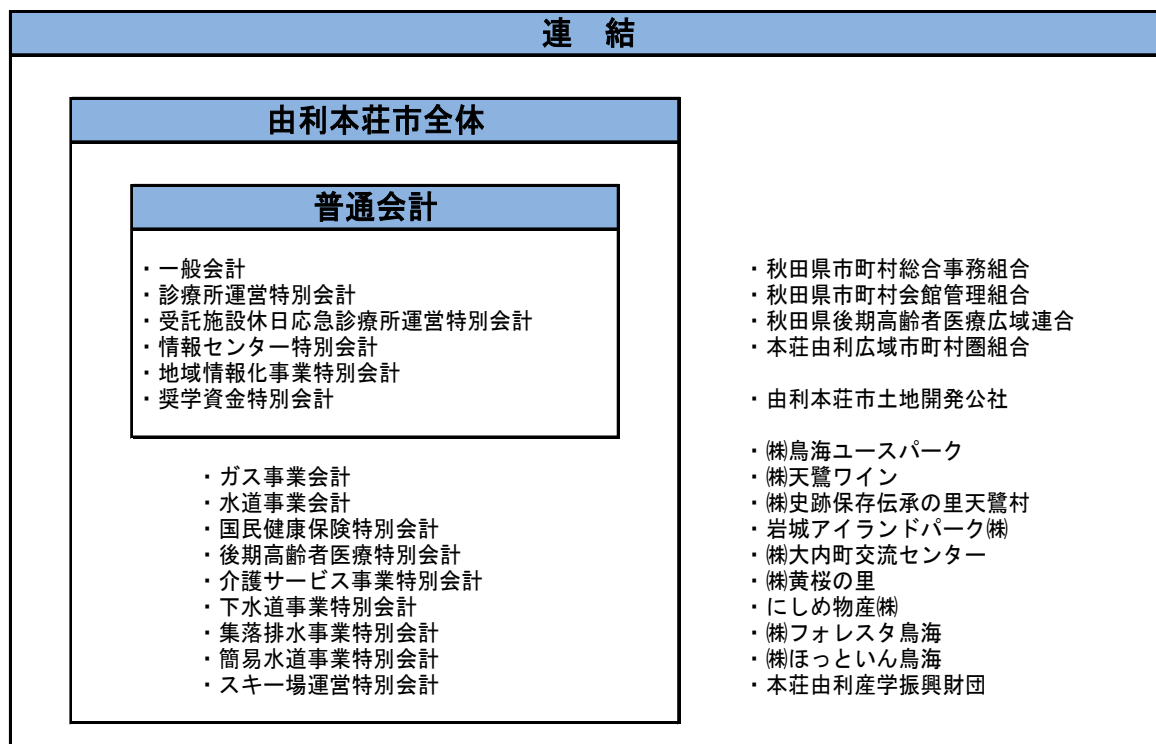 連　結
由利本荘市全体
普通会計
・一般会計
・診療所運営特別会計
・受託施設休日応急診療所運営特別会計
・情報センター特別会計
・地域情報化事業特別会計
・奨学資金特別会計
・ガス事業会計
・水道事業会計
・国民健康保険特別会計
・後期高齢者医療特別会計
・介護サービス事業特別会計
・下水道事業特別会計
・集落排水事業特別会計
・簡易水道事業特別会計
・スキー場運営特別会計
・秋田県市町村総合事務組合
・秋田県市町村会館管理組合
・秋田県後期高齢者医療広域連合
・本荘由利広域市町村圏組合
・由利本荘市土地開発公社
・㈱鳥海ユースパーク
・㈱天鷺ワイン
・㈱史跡保存伝承の里天鷺村
・岩城アイランドパーク㈱
・㈱大内町交流センター
・㈱黄桜の里
・にしめ物産㈱
・㈱フォレスタ鳥海
・㈱ほっといん鳥海
・本荘由利産学振興財団